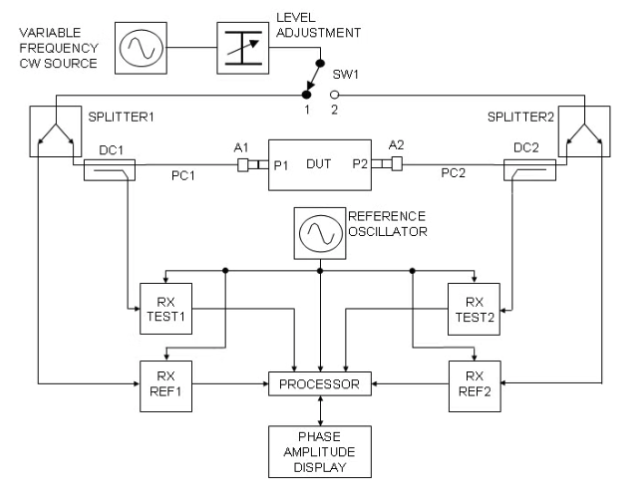 VARIABLE
FREQUENCY
CW SOURCE
LEVEL
ADJUSTMENT
SW1
1
2
SPLITTER1
SPLITTER2
DC1
PC1
A1
P1
DUT
P2
A2
PC2
DC2
REFERENCE
OSCILLATOR
RX
TEST1
RX
TEST2
RX
REF1
PROCESSOR
RX
REF2
PHASE
AMPLITUDE
DISPLAY